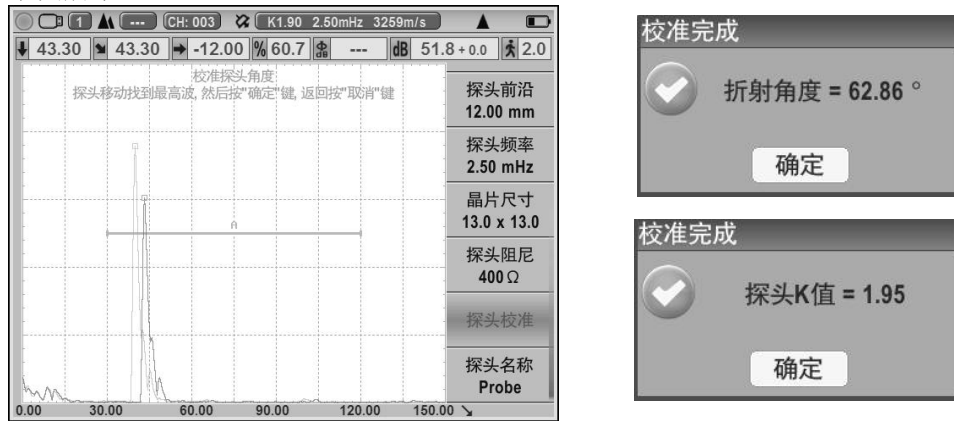 1 --- CH: 003 K1.90 2.50mHz 3259m/s
43.30 43.30 -12.00 % 60.7 dB --- dB 51.8 + 0.0 2.0
校准探头角度
探头移动找到最高波, 然后按"确定"键, 返回按"取消"键
A
探头前沿
12.00 mm
探头频率
2.50 mHz
晶片尺寸
13.0 x 13.0
探头阻尼
400 Ω
探头校准
探头名称
Probe
0.00 30.00 60.00 90.00 120.00 150.00
校准完成
折射角度 = 62.86 °
确定
校准完成
探头K值 = 1.95
确定